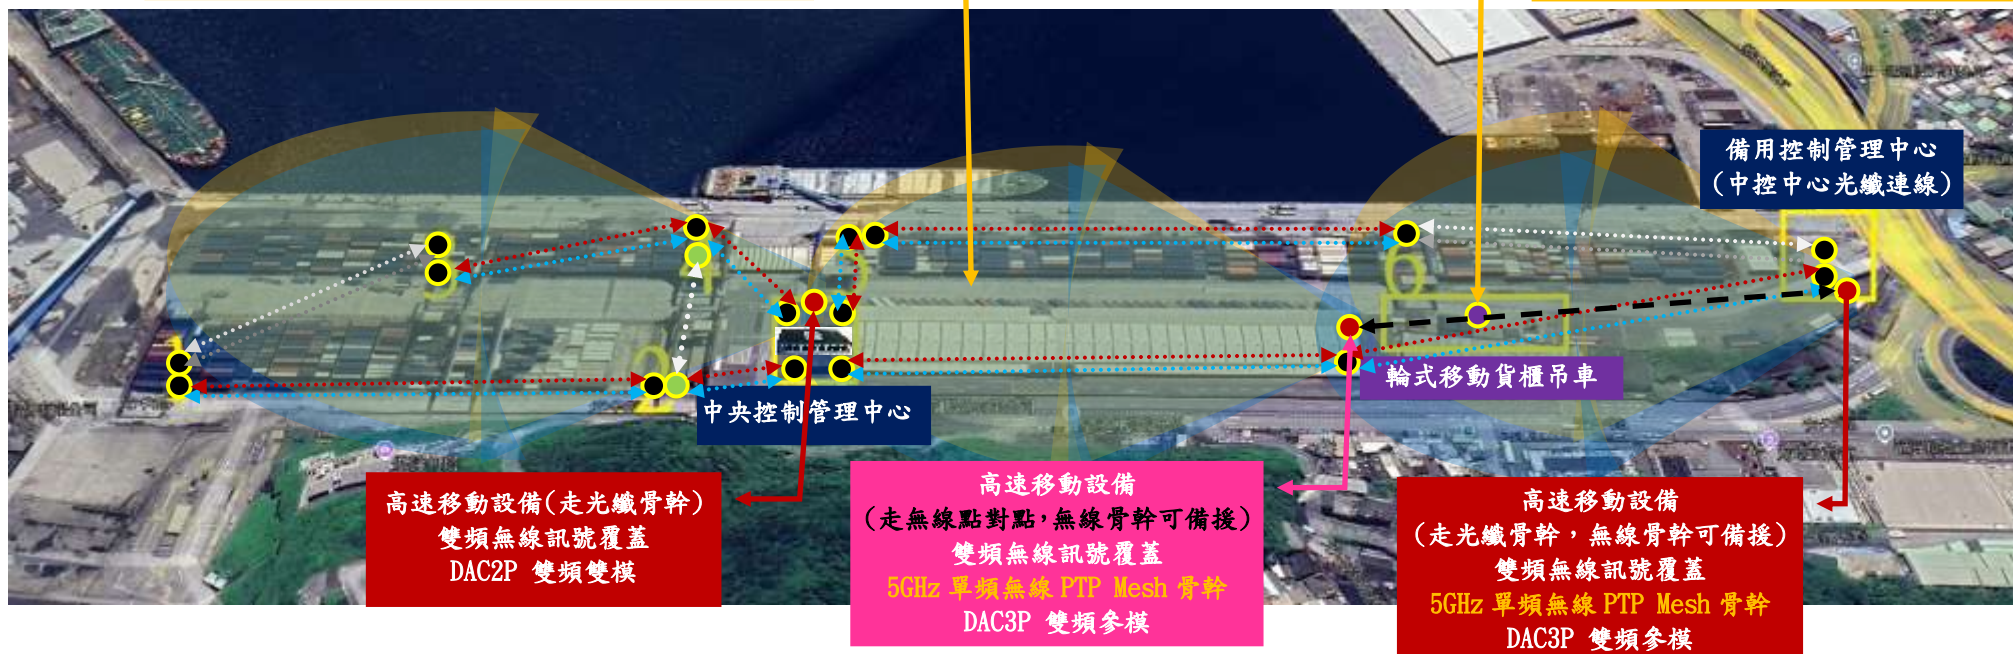 備用控制管理中心
(中控中心光纖連線)
1
2
3
4
5
6
輪式移動貨櫃吊車
中央控制管理中心
高速移動設備(走光纖骨幹)
雙頻無線訊號覆蓋
DAC2P 雙頻雙模
高速移動設備
(走無線點對點,無線骨幹可備援)
雙頻無線訊號覆蓋
5GHz 單頻無線 PTP Mesh 骨幹
DAC3P 雙頻參模
高速移動設備
(走光纖骨幹，無線骨幹可備援)
雙頻無線訊號覆蓋
5GHz 單頻無線 PTP Mesh 骨幹
DAC3P 雙頻參模